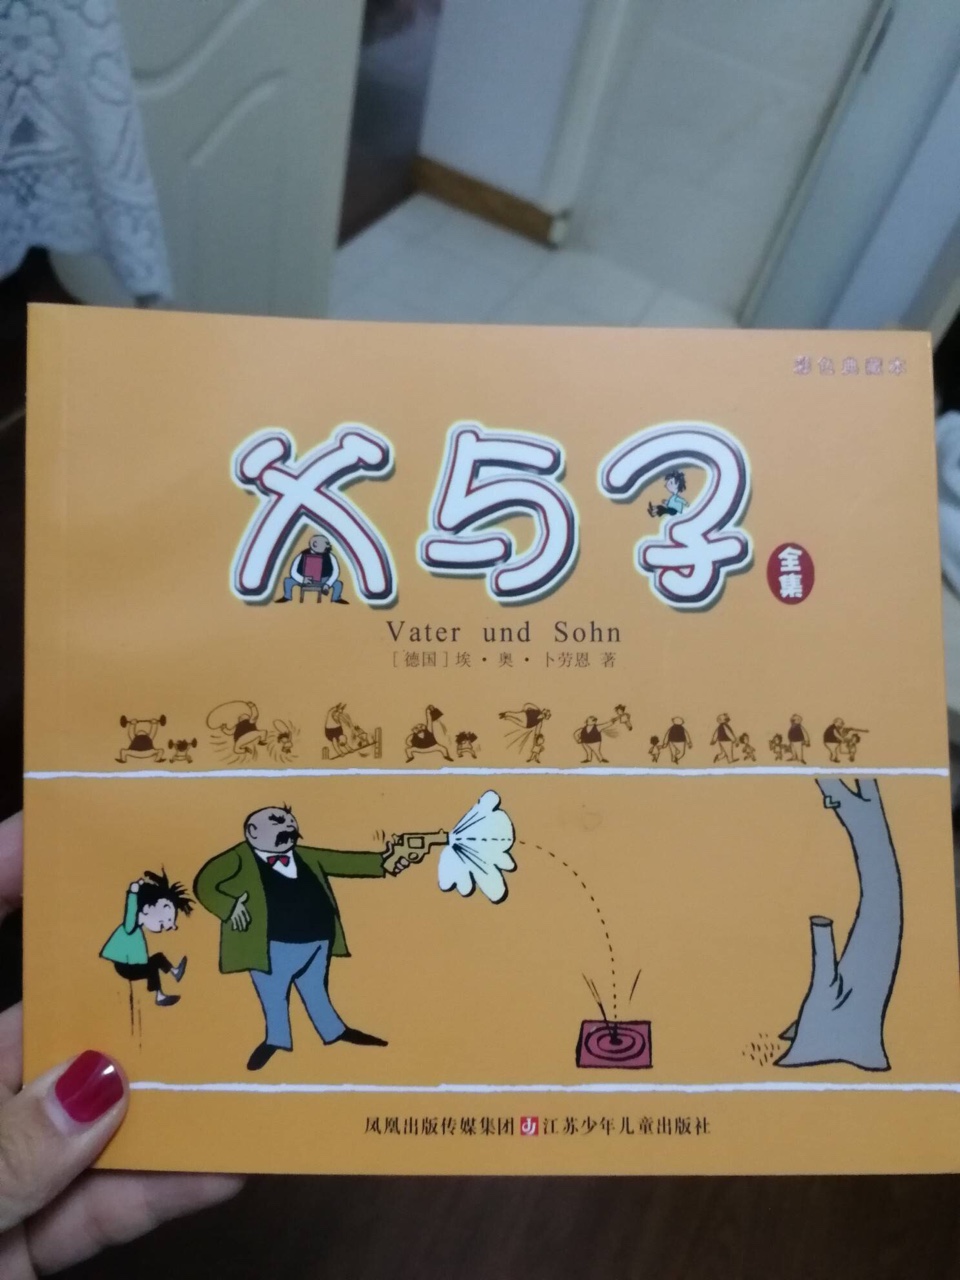 彩色典藏本
父与子
全集
Vater und Sohn
[德国]埃·奥·卜劳恩 著
凤凰出版传媒集团 江苏少年儿童出版社